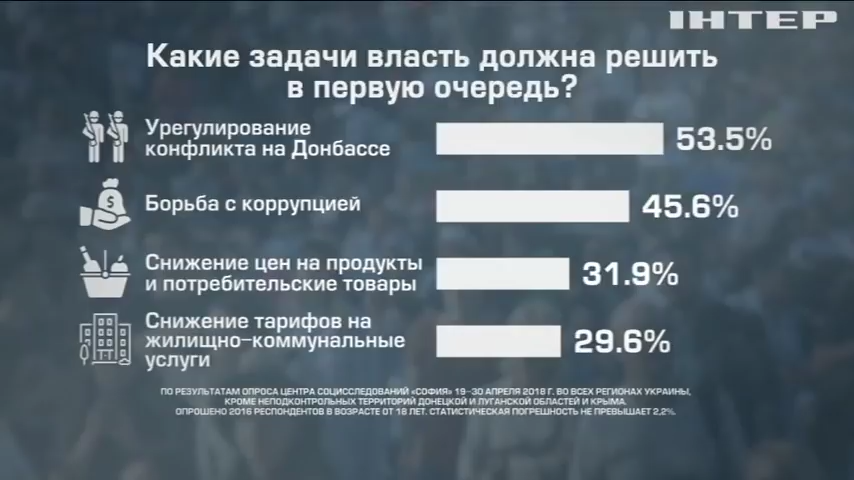 ІНТЕР
Какие задачи власть должна решить
в первую очередь?
Урегулирование
конфликта на Донбассе
53.5%
Борьба с коррупцией
45.6%
Снижение цен на продукты
и потребительские товары
31.9%
Снижение тарифов на
жилищно-коммунальные
услуги
29.6%
ПО РЕЗУЛЬТАТАМ ОПРОСА ЦЕНТРА СОЦИССЛЕДОВАНИЙ «СОФИЯ» 19-30 АПРЕЛЯ 2018 Г. ВО ВСЕХ РЕГИОНАХ УКРАИНЫ,
КРОМЕ НЕПОДКОНТРОЛЬНЫХ ТЕРРИТОРИЙ ДОНЕЦКОЙ И ЛУГАНСКОЙ ОБЛАСТЕЙ И КРЫМА.
ОПРОШЕНО 2016 РЕСПОНДЕНТОВ В ВОЗРАСТЕ ОТ 18 ЛЕТ. СТАТИСТИЧЕСКАЯ ПОГРЕШНОСТЬ НЕ ПРЕВЫШАЕТ 2,2%.